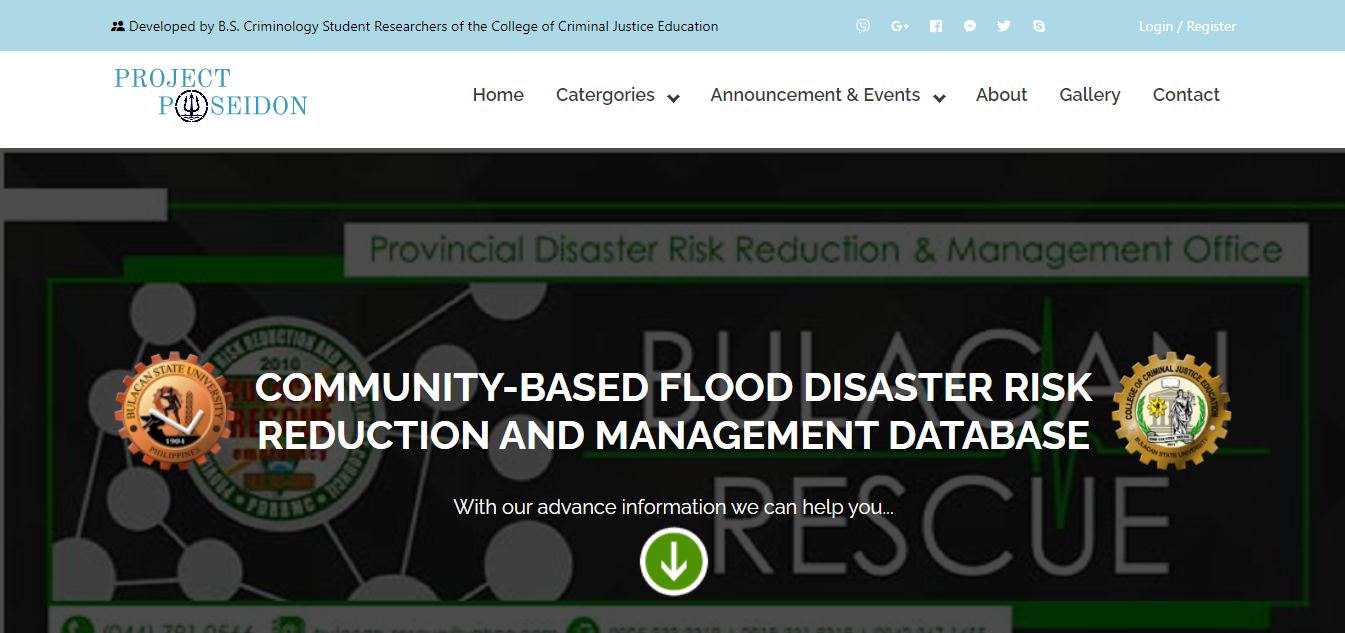 Developed by B.S. Criminology Student Researchers of the College of Criminal Justice Education
Login / Register
PROJECT
POSEIDON
Home
Catergories
Announcement & Events
About
Gallery
Contact
Provincial Disaster Risk Reduction & Management Office
BULACAN
RESCUE
2010
BULACAN STATE UNIVERSITY
1904
PHILIPPINES
COMMUNITY-BASED FLOOD DISASTER RISK
REDUCTION AND MANAGEMENT DATABASE
COLLEGE OF CRIMINAL JUSTICE EDUCATION
BULACAN STATE UNIVERSITY
With our advance information we can help you...